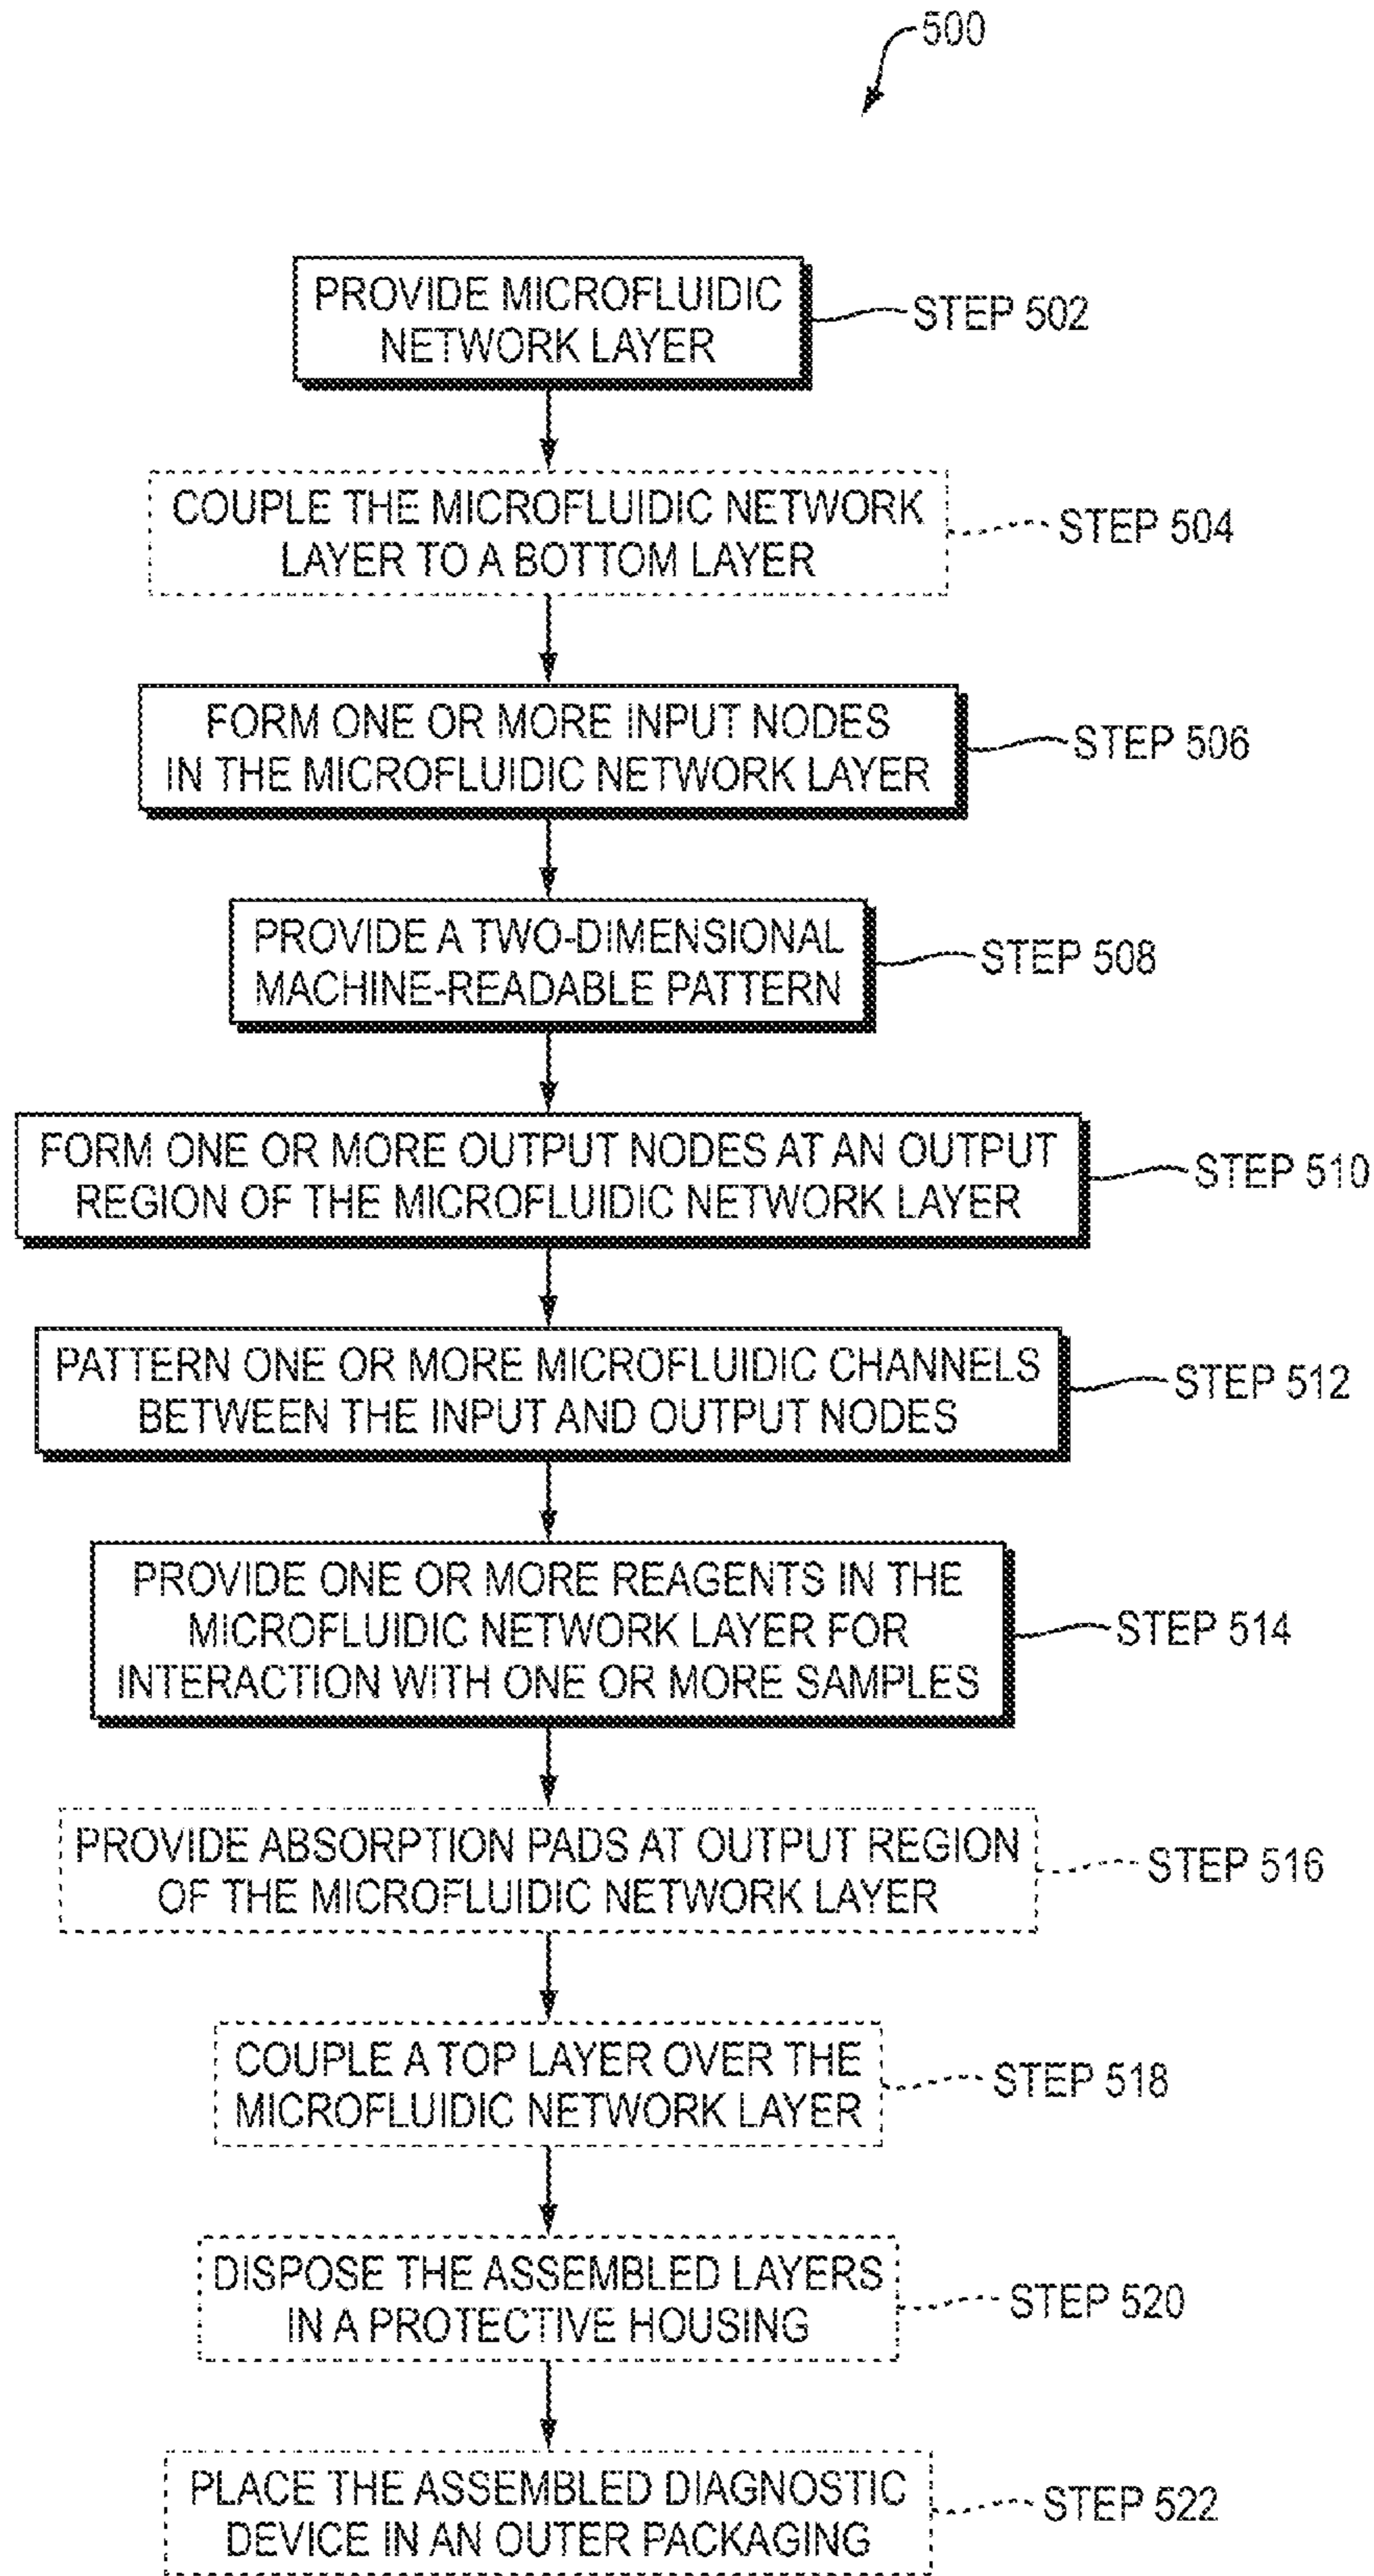 500
PROVIDE MICROFLUIDIC
NETWORK LAYER
STEP 502
COUPLE THE MICROFLUIDIC NETWORK
LAYER TO A BOTTOM LAYER
STEP 504
FORM ONE OR MORE INPUT NODES
IN THE MICROFLUIDIC NETWORK LAYER
STEP 506
PROVIDE A TWO-DIMENSIONAL
MACHINE-READABLE PATTERN
STEP 508
FORM ONE OR MORE OUTPUT NODES AT AN OUTPUT
REGION OF THE MICROFLUIDIC NETWORK LAYER
STEP 510
PATTERN ONE OR MORE MICROFLUIDIC CHANNELS
BETWEEN THE INPUT AND OUTPUT NODES
STEP 512
PROVIDE ONE OR MORE REAGENTS IN THE
MICROFLUIDIC NETWORK LAYER FOR
INTERACTION WITH ONE OR MORE SAMPLES
STEP 514
PROVIDE ABSORPTION PADS AT OUTPUT REGION
OF THE MICROFLUIDIC NETWORK LAYER
STEP 516
COUPLE A TOP LAYER OVER THE
MICROFLUIDIC NETWORK LAYER
STEP 518
DISPOSE THE ASSEMBLED LAYERS
IN A PROTECTIVE HOUSING
STEP 520
PLACE THE ASSEMBLED DIAGNOSTIC
DEVICE IN AN OUTER PACKAGING
STEP 522